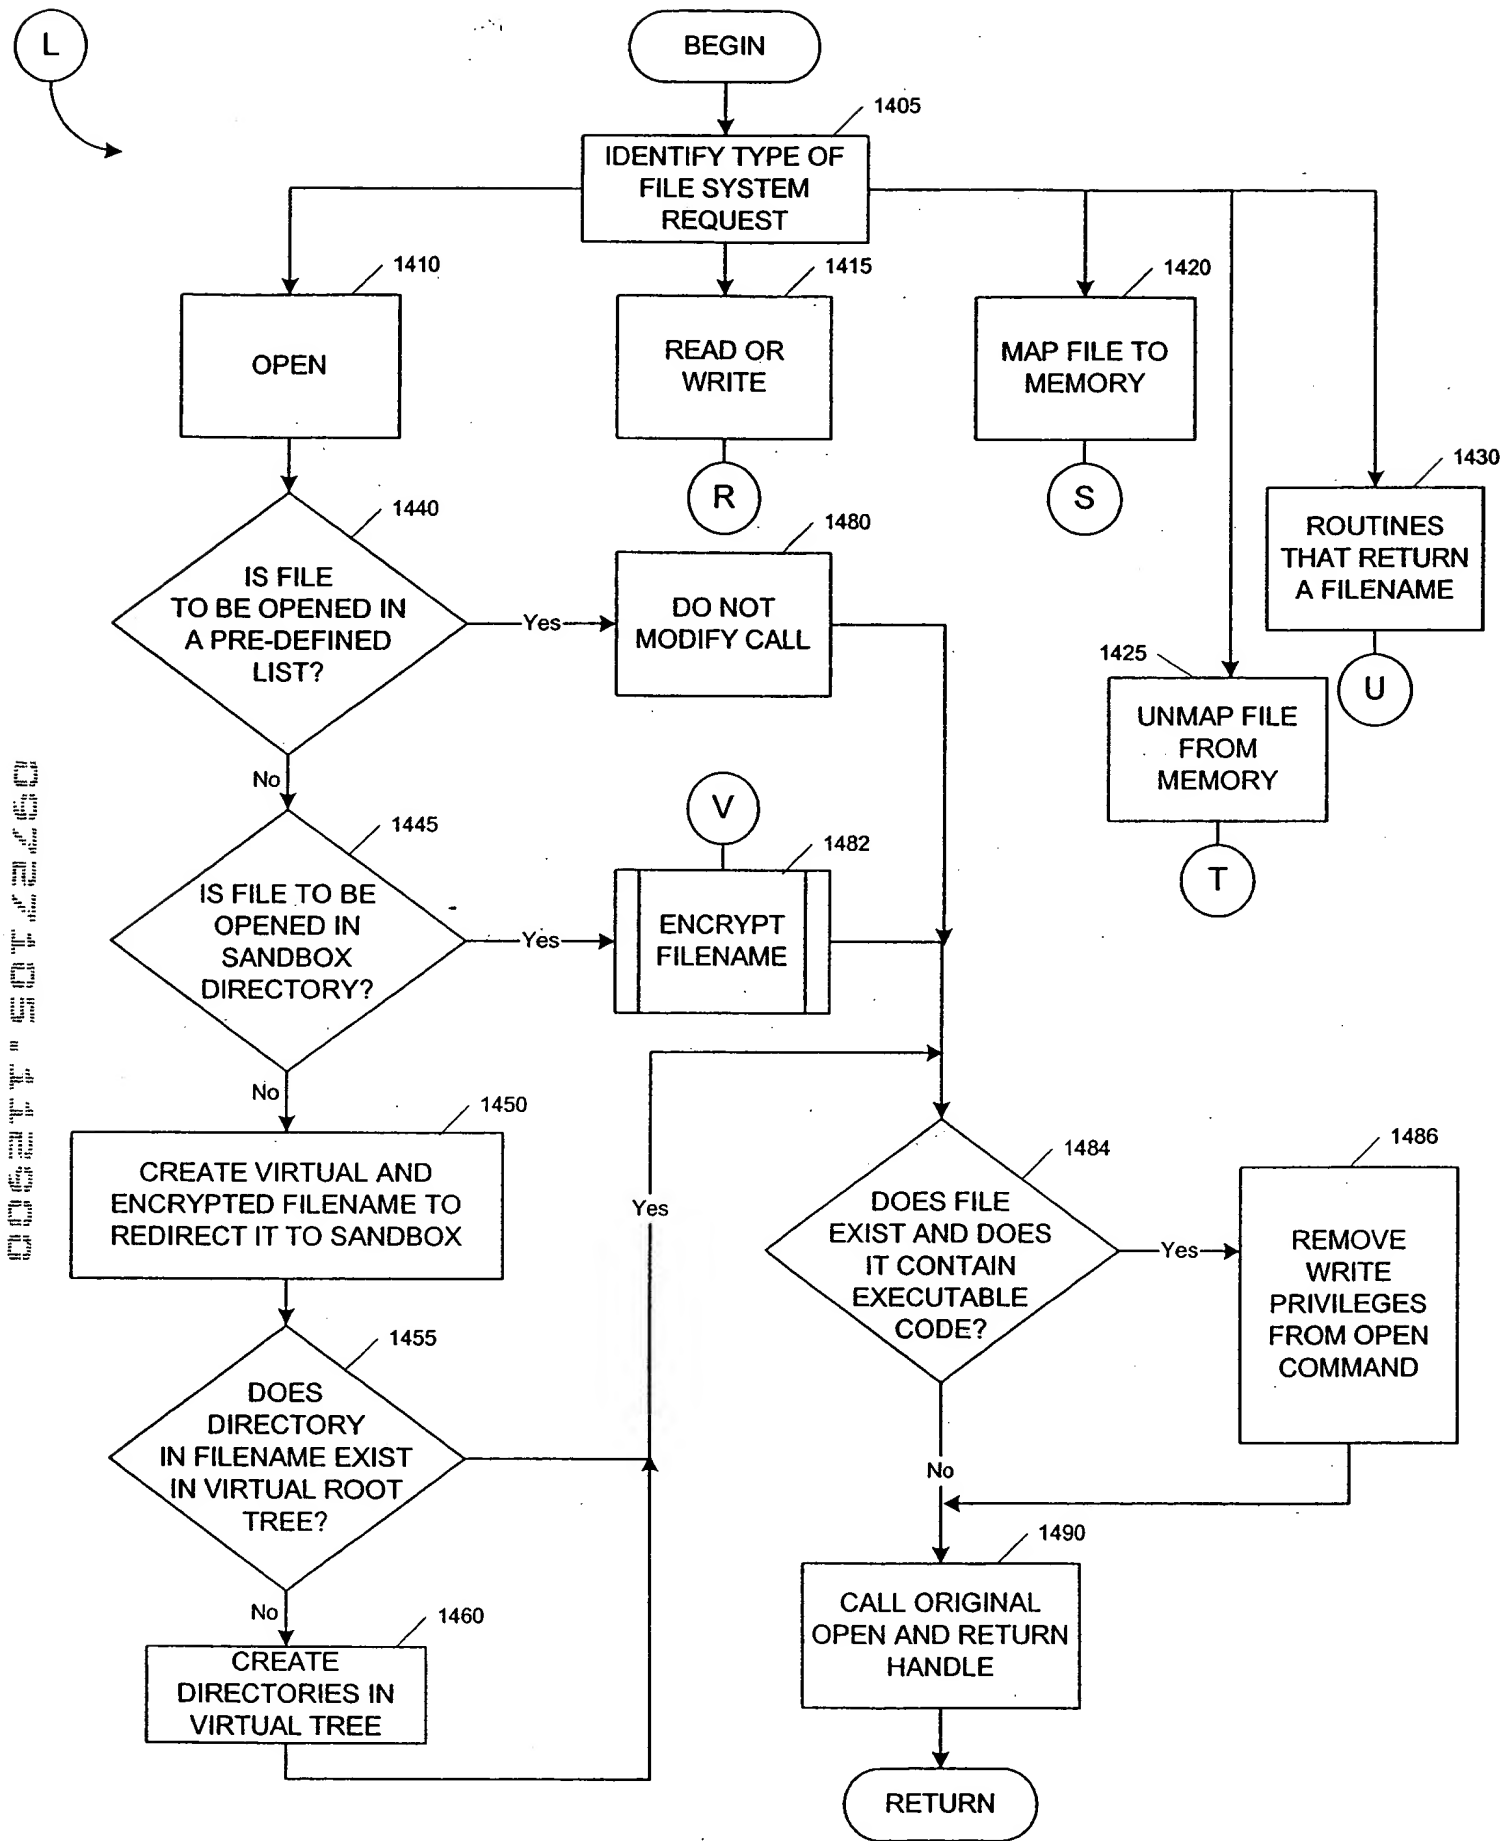 L
BEGIN
1405
IDENTIFY TYPE OF
FILE SYSTEM
REQUEST
1410
OPEN
1415
READ OR
WRITE
R
1420
MAP FILE TO
MEMORY
S
1430
ROUTINES
THAT RETURN
A FILENAME
U
1425
UNMAP FILE
FROM
MEMORY
T
1440
IS FILE
TO BE OPENED IN
A PRE-DEFINED
LIST?
Yes
1480
DO NOT
MODIFY CALL
No
1445
IS FILE TO BE
OPENED IN
SANDBOX
DIRECTORY?
Yes
V
1482
ENCRYPT
FILENAME
No
1450
CREATE VIRTUAL AND
ENCRYPTED FILENAME TO
REDIRECT IT TO SANDBOX
1455
DOES
DIRECTORY
IN FILENAME EXIST
IN VIRTUAL ROOT
TREE?
Yes
No
1460
CREATE
DIRECTORIES IN
VIRTUAL TREE
1484
DOES FILE
EXIST AND DOES
IT CONTAIN
EXECUTABLE
CODE?
Yes
1486
REMOVE
WRITE
PRIVILEGES
FROM OPEN
COMMAND
No
1490
CALL ORIGINAL
OPEN AND RETURN
HANDLE
RETURN